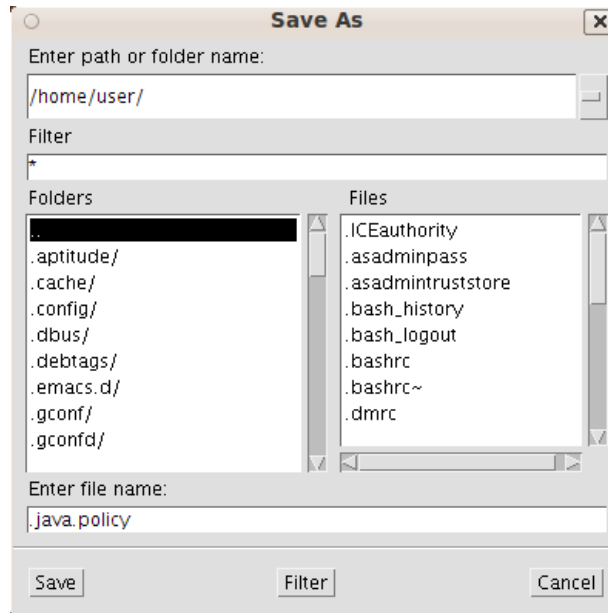 Save As
Enter path or folder name:
/home/user/
Filter
*
Folders
Files
..
.aptitude/
.cache/
.config/
.dbus/
.debtags/
.emacs.d/
.gconf/
.gconfd/
.ICEauthority
.asadminpass
.asadmintruststore
.bash_history
.bash_logout
.bashrc
.bashrc~
.dmrc
Enter file name:
.java.policy
Save
Filter
Cancel